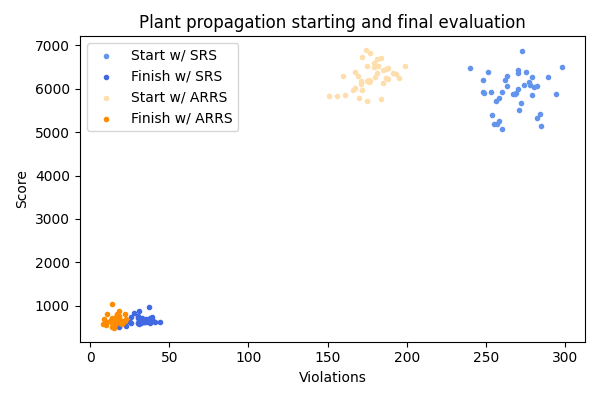 Plant propagation starting and final evaluation
Start w/ SRS
Finish w/ SRS
Start w/ ARRS
Finish w/ ARRS
Score
7000
6000
5000
4000
3000
2000
1000
0
50
100
150
200
250
300
Violations